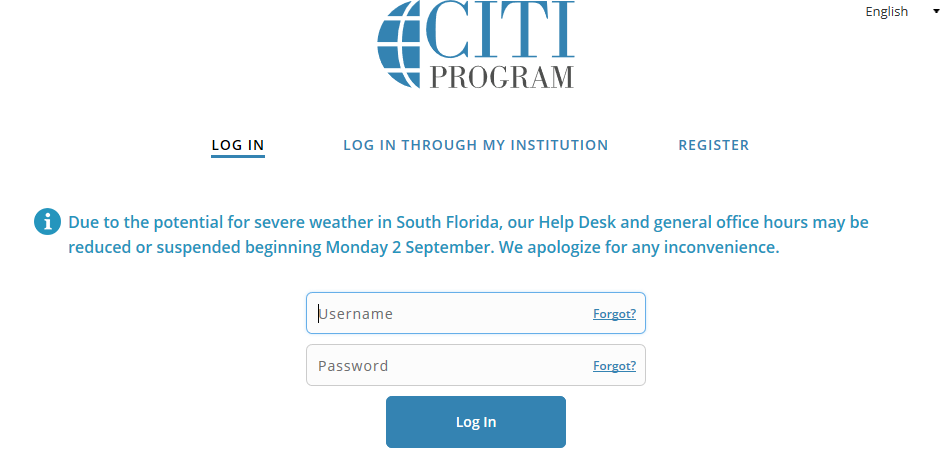 English
CITI
PROGRAM
LOG IN LOG IN THROUGH MY INSTITUTION REGISTER
Due to the potential for severe weather in South Florida, our Help Desk and general office hours may be
reduced or suspended beginning Monday 2 September. We apologize for any inconvenience.
Username Forgot?
Password Forgot?
Log In